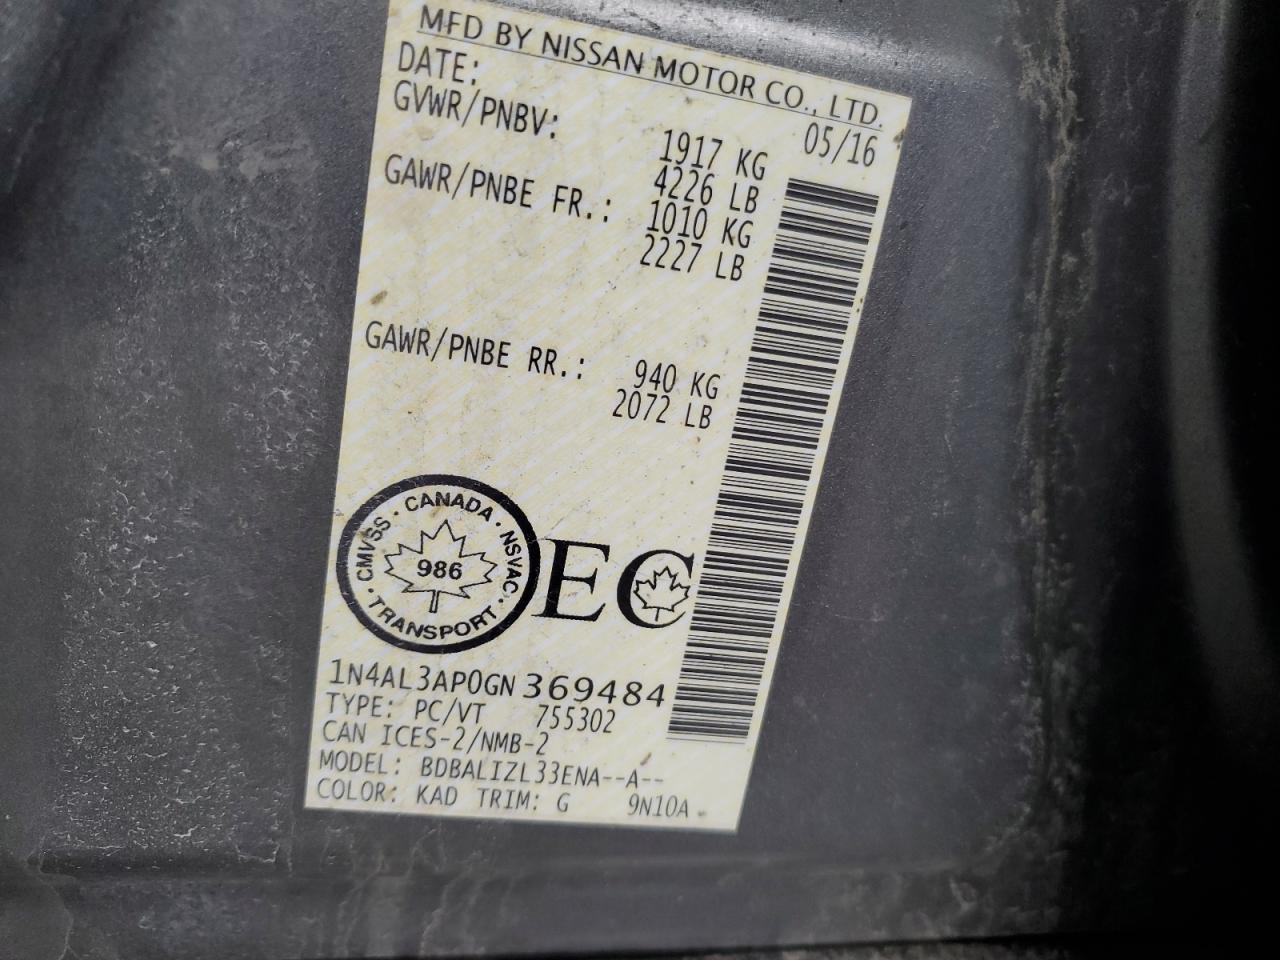 MFD BY NISSAN MOTOR CO., LTD.
DATE: 05/16
GVWR/PNBV: 1917 KG
4226 LB
GAWR/PNBE FR.: 1010 KG
2227 LB
GAWR/PNBE RR.: 940 KG
2072 LB
CANADA · NSVAC · TRANSPORT · CMVSS ·
986
EC
1N4AL3AP0GN369484
TYPE: PC/VT 755302
CAN ICES-2/NMB-2
MODEL: BDBALIZL33ENA--A--
COLOR: KAD TRIM: G 9N10A